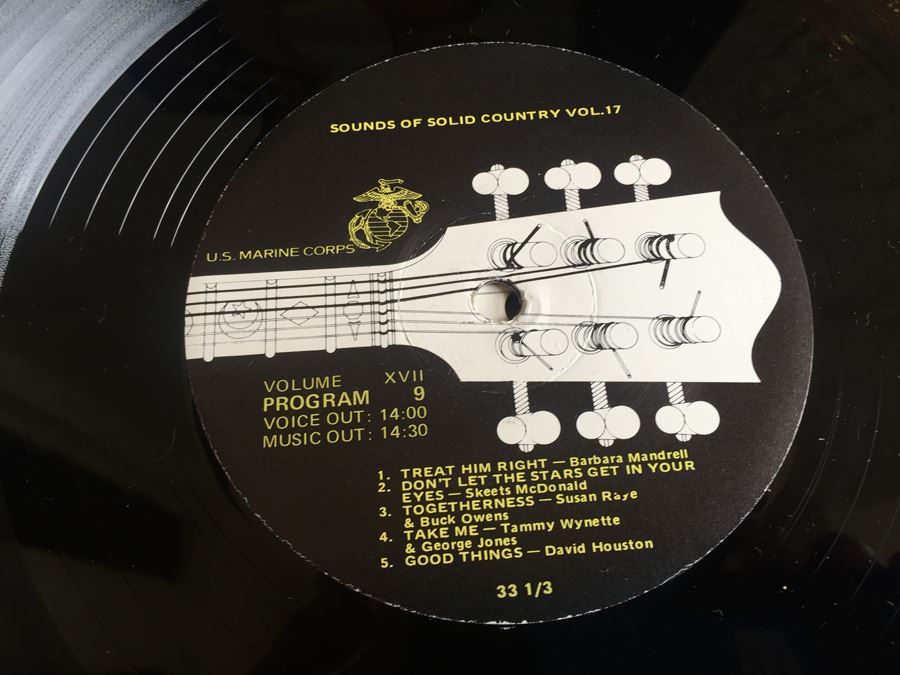 SOUNDS OF SOLID COUNTRY VOL.17
U.S. MARINE CORPS
VOLUME XVII
PROGRAM 9
VOICE OUT: 14:00
MUSIC OUT: 14:30
1. TREAT HIM RIGHT — Barbara Mandrell
2. DON'T LET THE STARS GET IN YOUR
EYES — Skeets McDonald
3. TOGETHERNESS — Susan Raye
& Buck Owens
4. TAKE ME — Tammy Wynette
& George Jones
5. GOOD THINGS — David Houston
33 1/3